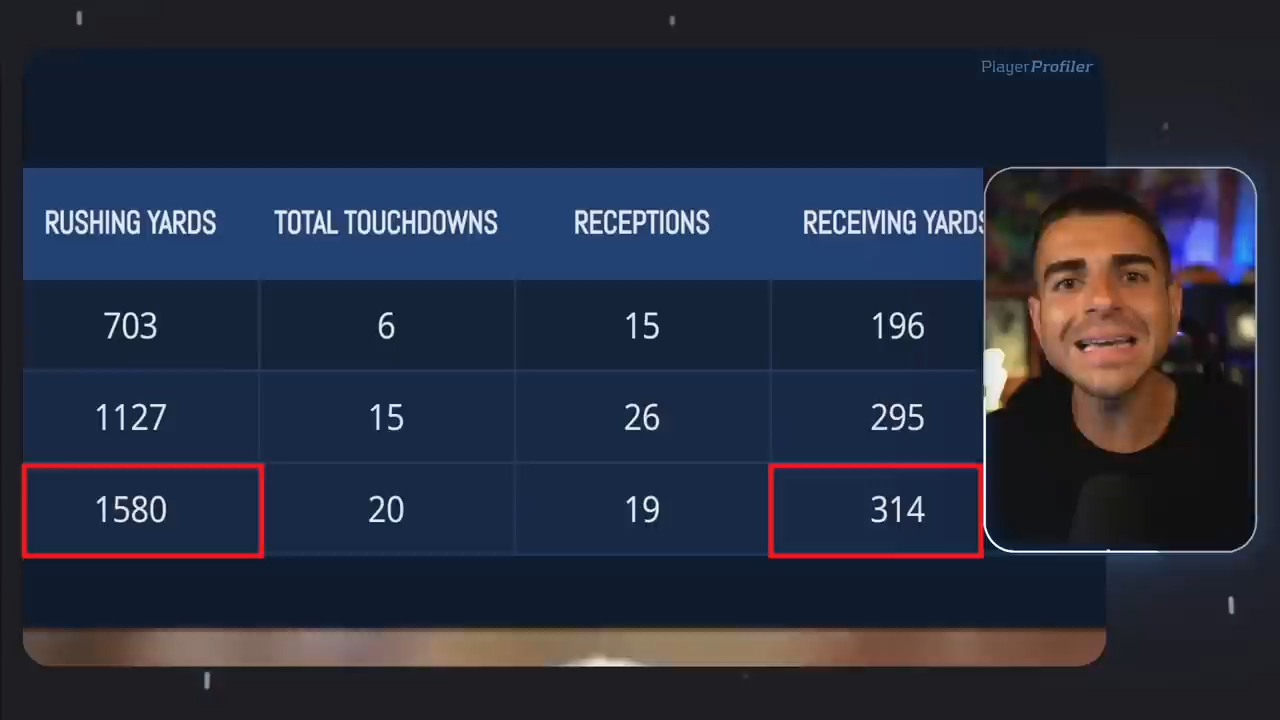 PlayerProfiler
RUSHING YARDS TOTAL TOUCHDOWNS RECEPTIONS RECEIVING YARDS
703 6 15 196
1127 15 26 295
1580 20 19 314